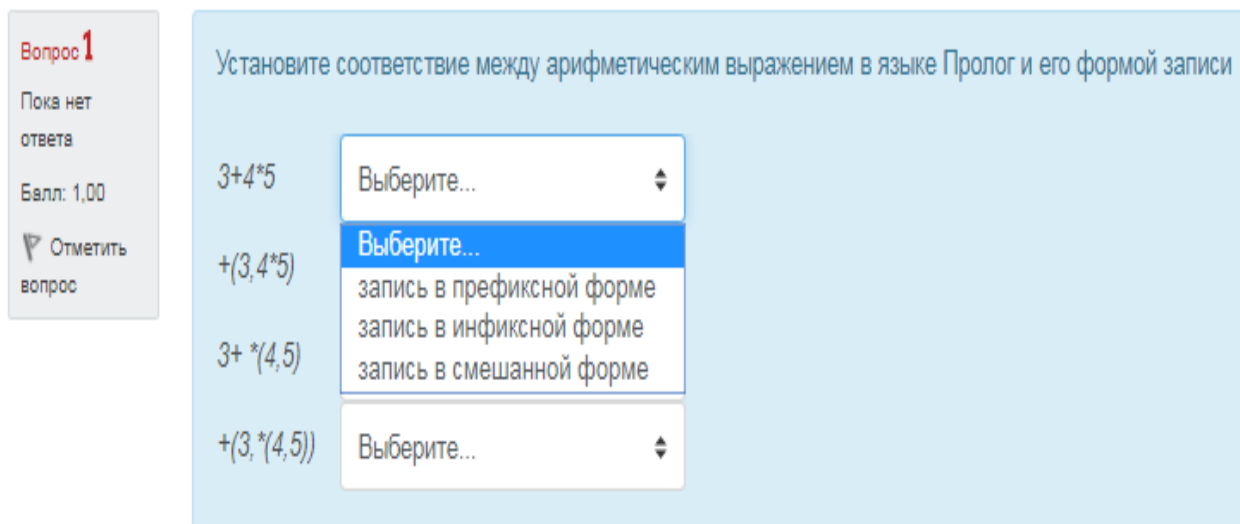 Вопрос 1
Пока нет
ответа
Балл: 1,00
Отметить
вопрос
Установите соответствие между арифметическим выражением в языке Пролог и его формой записи
3+4*5
Выберите...
Выберите...
+(3,4*5)
запись в префиксной форме
запись в инфиксной форме
3+ *(4,5)
запись в смешанной форме
+(3,*(4,5))
Выберите...